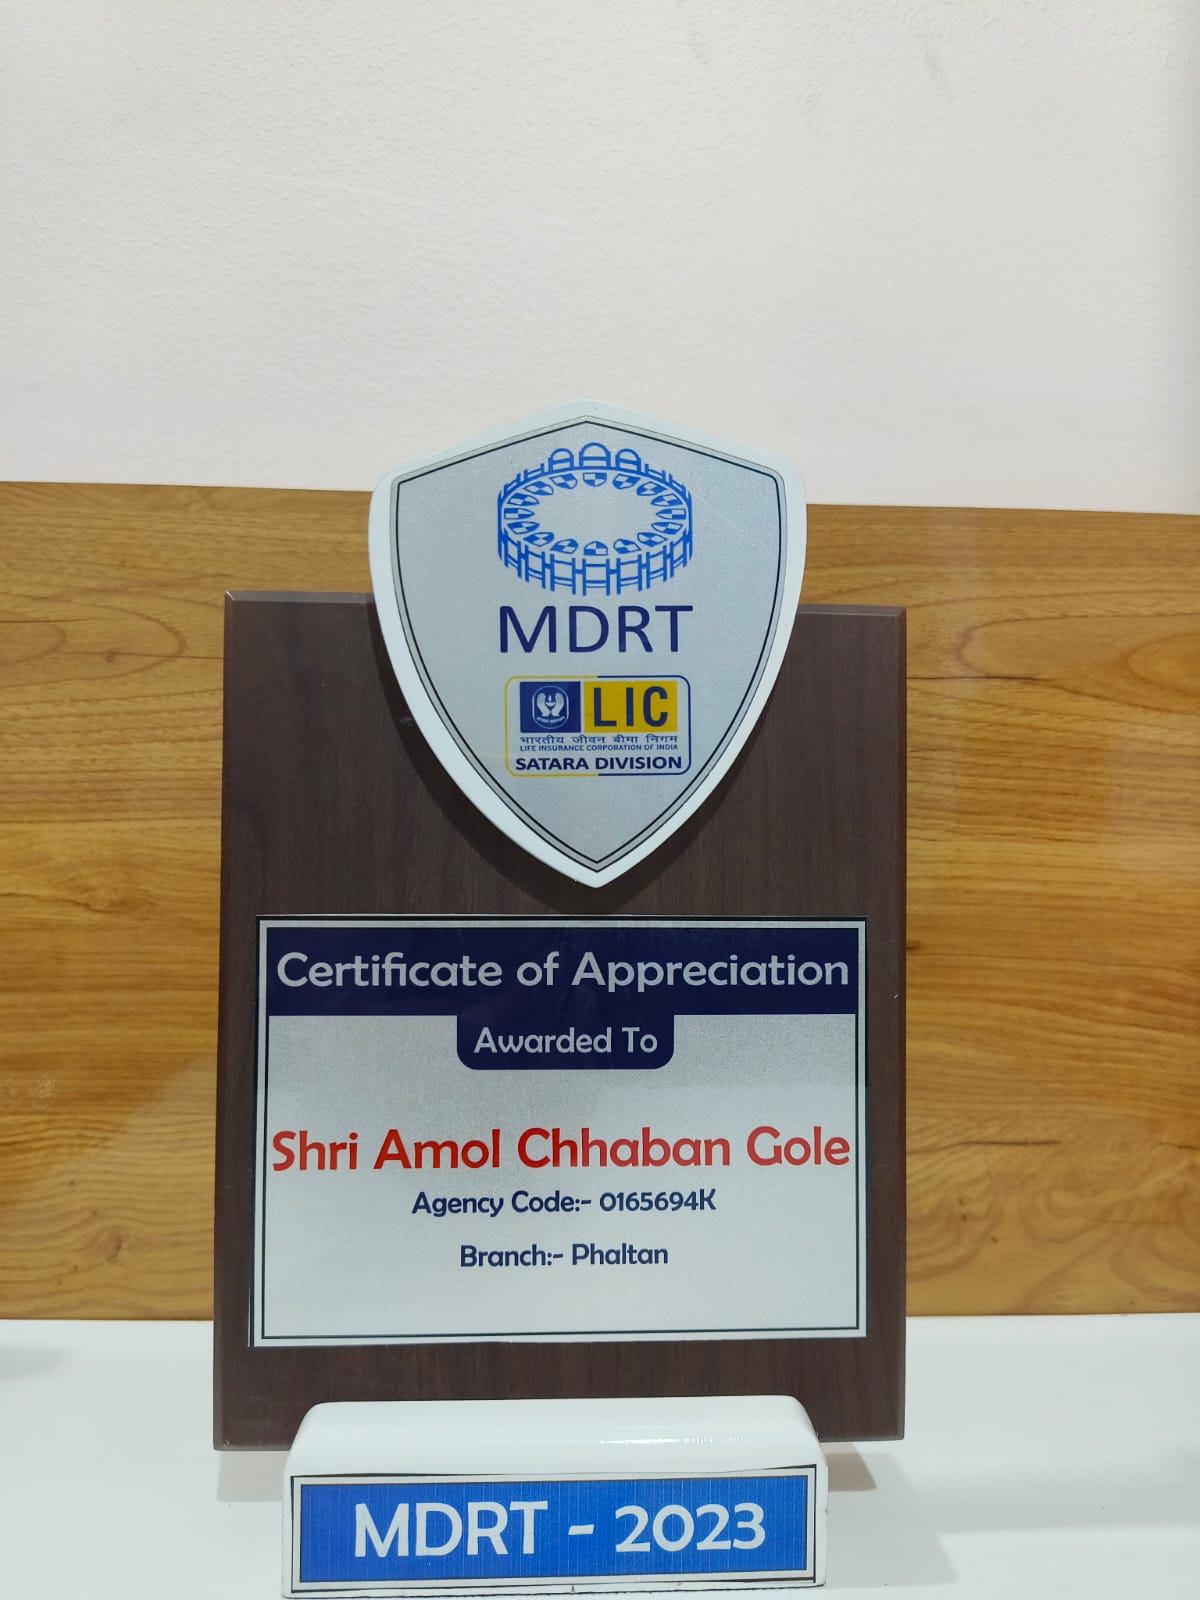 MDRT
LIC
भारतीय जीवन बीमा निगम
LIFE INSURANCE CORPORATION OF INDIA
SATARA DIVISION
Certificate of Appreciation
Awarded To
Shri Amol Chhaban Gole
Agency Code:- 0165694K
Branch:- Phaltan
MDRT - 2023